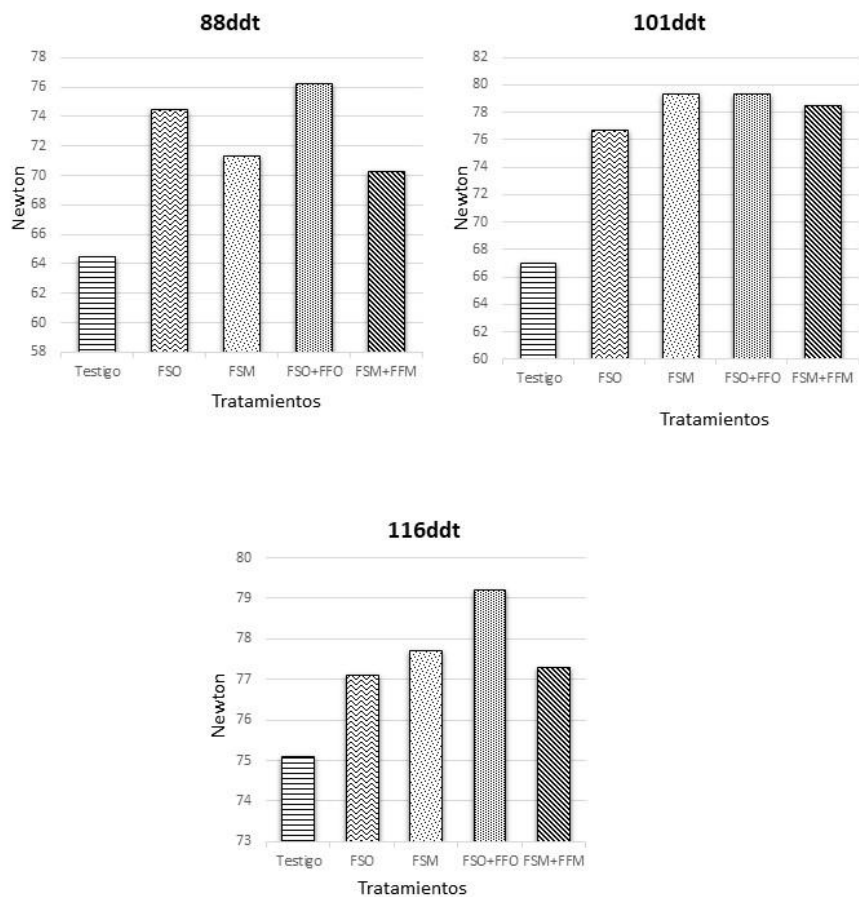 88ddt
78
76
74
72
70
68
66
64
62
60
58
Newton
Testigo FSO FSM FSO+FFO FSM+FFM
Tratamientos
101ddt
82
80
78
76
74
72
70
68
66
64
62
60
Newton
Testigo FSO FSM FSO+FFO FSM+FFM
Tratamientos
116ddt
80
79
78
77
76
75
74
73
Newton
Testigo FSO FSM FSO+FFO FSM+FFM
Tratamientos